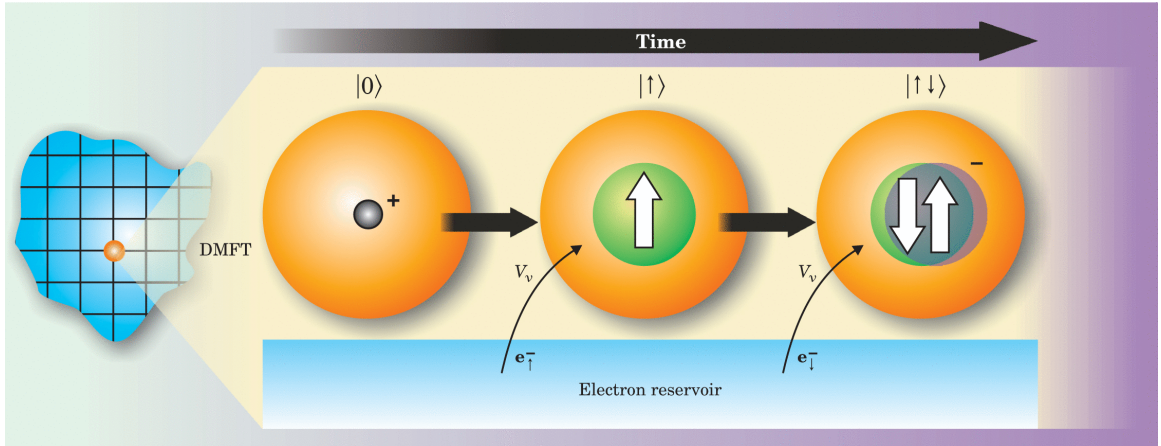 Time
|0⟩
|↑⟩
|↑↓⟩
+
−
DMFT
V_ν
V_ν
e⁻↑
e⁻↓
Electron reservoir